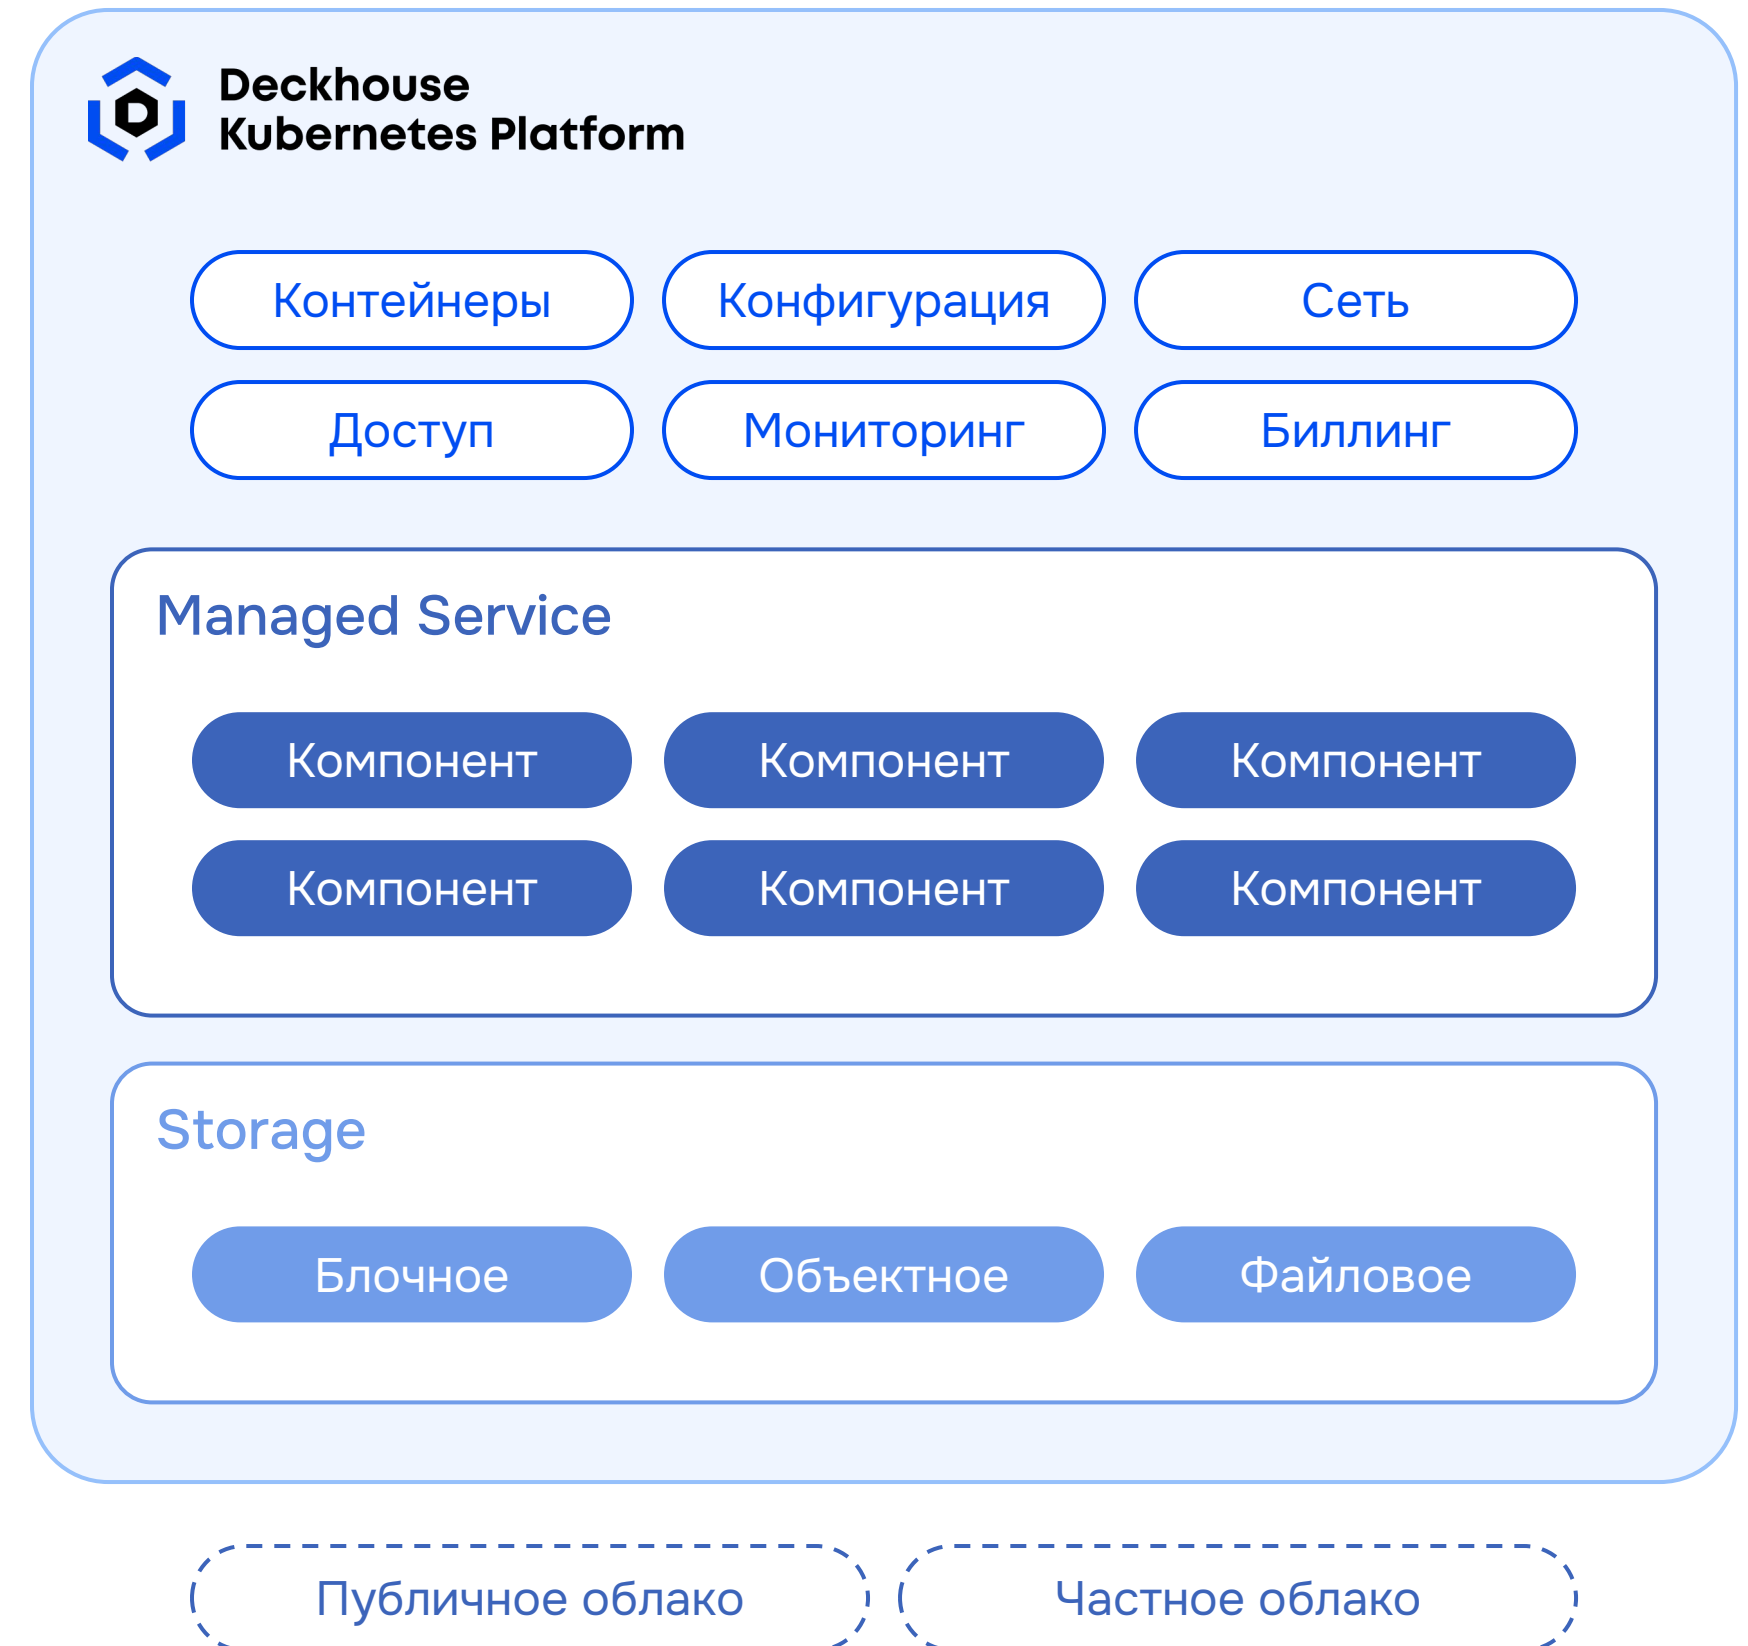 Deckhouse
Kubernetes Platform
Контейнеры
Конфигурация
Сеть
Доступ
Мониторинг
Биллинг
Managed Service
Компонент
Компонент
Компонент
Компонент
Компонент
Компонент
Storage
Блочное
Объектное
Файловое
Публичное облако
Частное облако